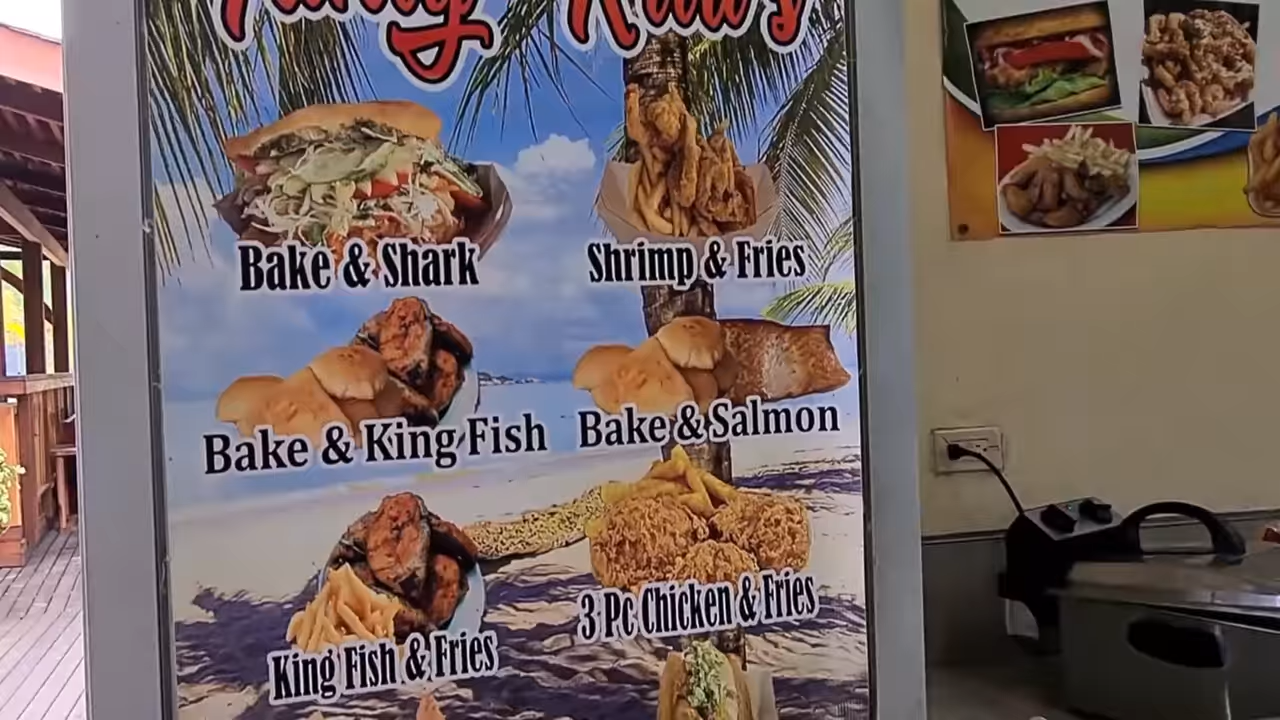 Bake & Shark
Shrimp & Fries
Bake & King Fish
Bake & Salmon
King Fish & Fries
3 Pc Chicken & Fries